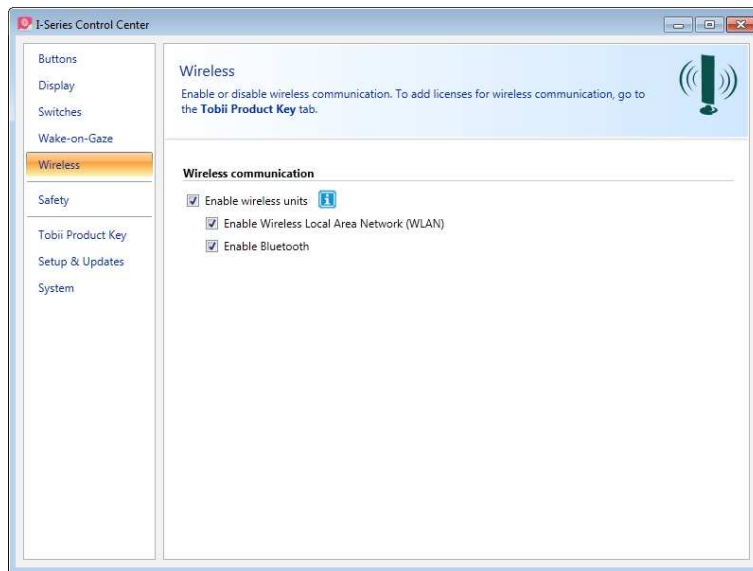 I-Series Control Center
Buttons
Display
Switches
Wake-on-Gaze
Wireless
Safety
Tobii Product Key
Setup & Updates
System
Wireless
Enable or disable wireless communication. To add licenses for wireless communication, go to
the Tobii Product Key tab.
Wireless communication
Enable wireless units
Enable Wireless Local Area Network (WLAN)
Enable Bluetooth